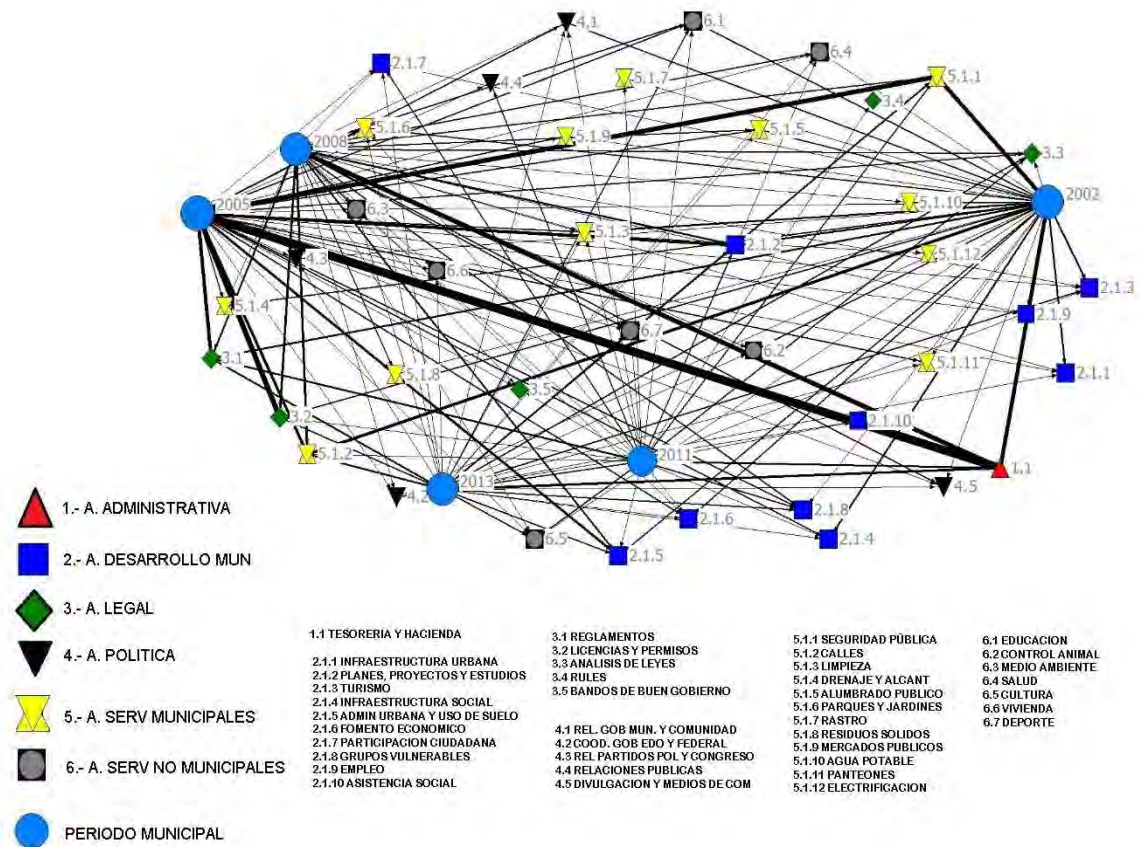 4,1
6.1
6.4
2.1.7
4.4
5.1.7
5.1.1
3.4
5.1.6
5.1.9
5.1.5
2008
3.3
2005
6.3
5.1.10
2002
5.1.3
2.1.2
4.3
5.1.12
6.6
2.1.3
5.1.4
2.1.9
6.7
3.1
6.2
5.1.11
2.1.1
5.1.8
3.5
3.2
2.1.10
5.1.2
2011
1.1
2013
4.5
4.2
2.1.8
2.1.6
6.5
2.1.4
2.1.5
1.- A. ADMINISTRATIVA
2.- A. DESARROLLO MUN
3.- A. LEGAL
4.- A. POLITICA
5.- A. SERV MUNICIPALES
6.- A. SERV NO MUNICIPALES
PERIODO MUNICIPAL
1.1 TESORERIA Y HACIENDA
2.1.1 INFRAESTRUCTURA URBANA
2.1.2 PLANES, PROYECTOS Y ESTUDIOS
2.1.3 TURISMO
2.1.4 INFRAESTRUCTURA SOCIAL
2.1.5 ADMIN URBANA Y USO DE SUELO
2.1.6 FOMENTO ECONOMICO
2.1.7 PARTICIPACION CIUDADANA
2.1.8 GRUPOS VULNERABLES
2.1.9 EMPLEO
2.1.10 ASISTENCIA SOCIAL
3.1 REGLAMENTOS
3.2 LICENCIAS Y PERMISOS
3.3 ANALISIS DE LEYES
3.4 RULES
3.5 BANDOS DE BUEN GOBIERNO
4.1 REL. GOB MUN. Y COMUNIDAD
4.2 COOD. GOB EDO Y FEDERAL
4.3 REL PARTIDOS POL Y CONGRESO
4.4 RELACIONES PUBLICAS
4.5 DIVULGACION Y MEDIOS DE COM
5.1.1 SEGURIDAD PÚBLICA
5.1.2 CALLES
5.1.3 LIMPIEZA
5.1.4 DRENAJE Y ALCANT
5.1.5 ALUMBRADO PUBLICO
5.1.6 PARQUES Y JARDINES
5.1.7 RASTRO
5.1.8 RESIDUOS SOLIDOS
5.1.9 MERCADOS PUBLICOS
5.1.10 AGUA POTABLE
5.1.11 PANTEONES
5.1.12 ELECTRIFICACION
6.1 EDUCACION
6.2 CONTROL ANIMAL
6.3 MEDIO AMBIENTE
6.4 SALUD
6.5 CULTURA
6.6 VIVIENDA
6.7 DEPORTE